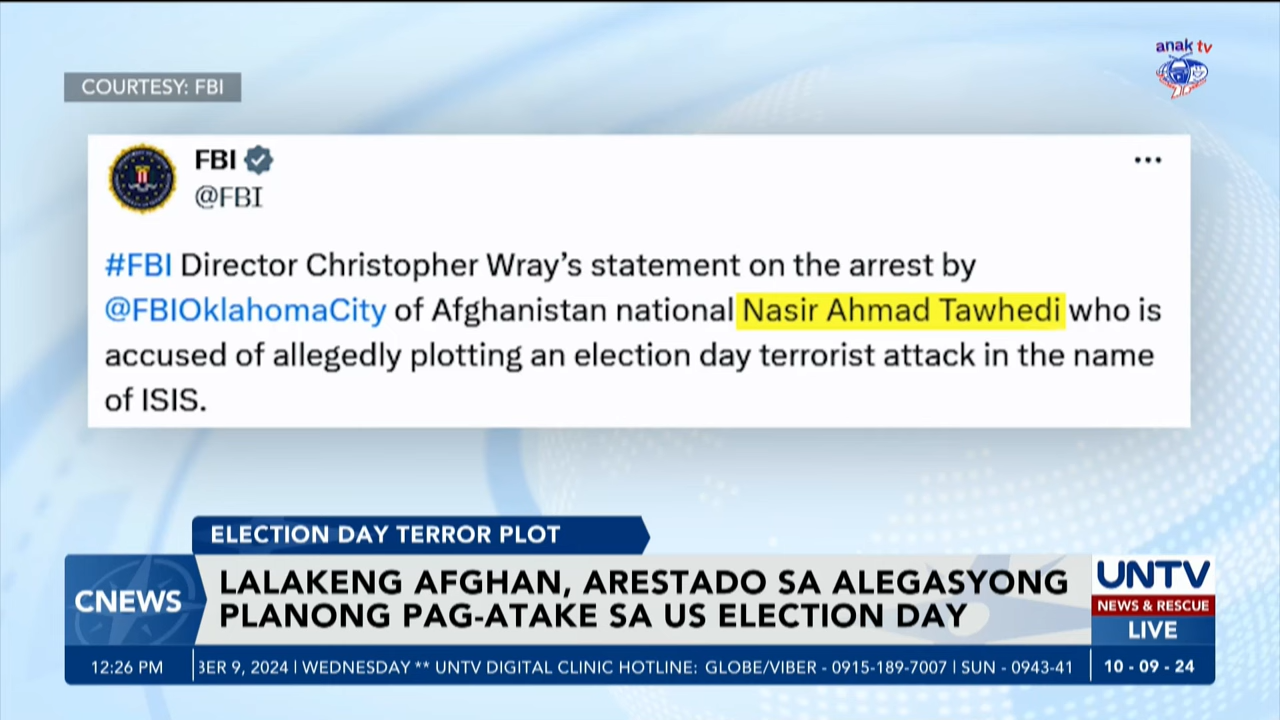 anak tv
COURTESY: FBI
FBI
@FBI
#FBI Director Christopher Wray’s statement on the arrest by
@FBIOklahomaCity of Afghanistan national Nasir Ahmad Tawhedi who is
accused of allegedly plotting an election day terrorist attack in the name
of ISIS.
ELECTION DAY TERROR PLOT
CNEWS
LALAKENG AFGHAN, ARESTADO SA ALEGASYONG
PLANONG PAG-ATAKE SA US ELECTION DAY
UNTV
NEWS & RESCUE
LIVE
12:26 PM
BER 9, 2024 | WEDNESDAY ** UNTV DIGITAL CLINIC HOTLINE: GLOBE/VIBER - 0915-189-7007 | SUN - 0943-41
10 - 09 - 24